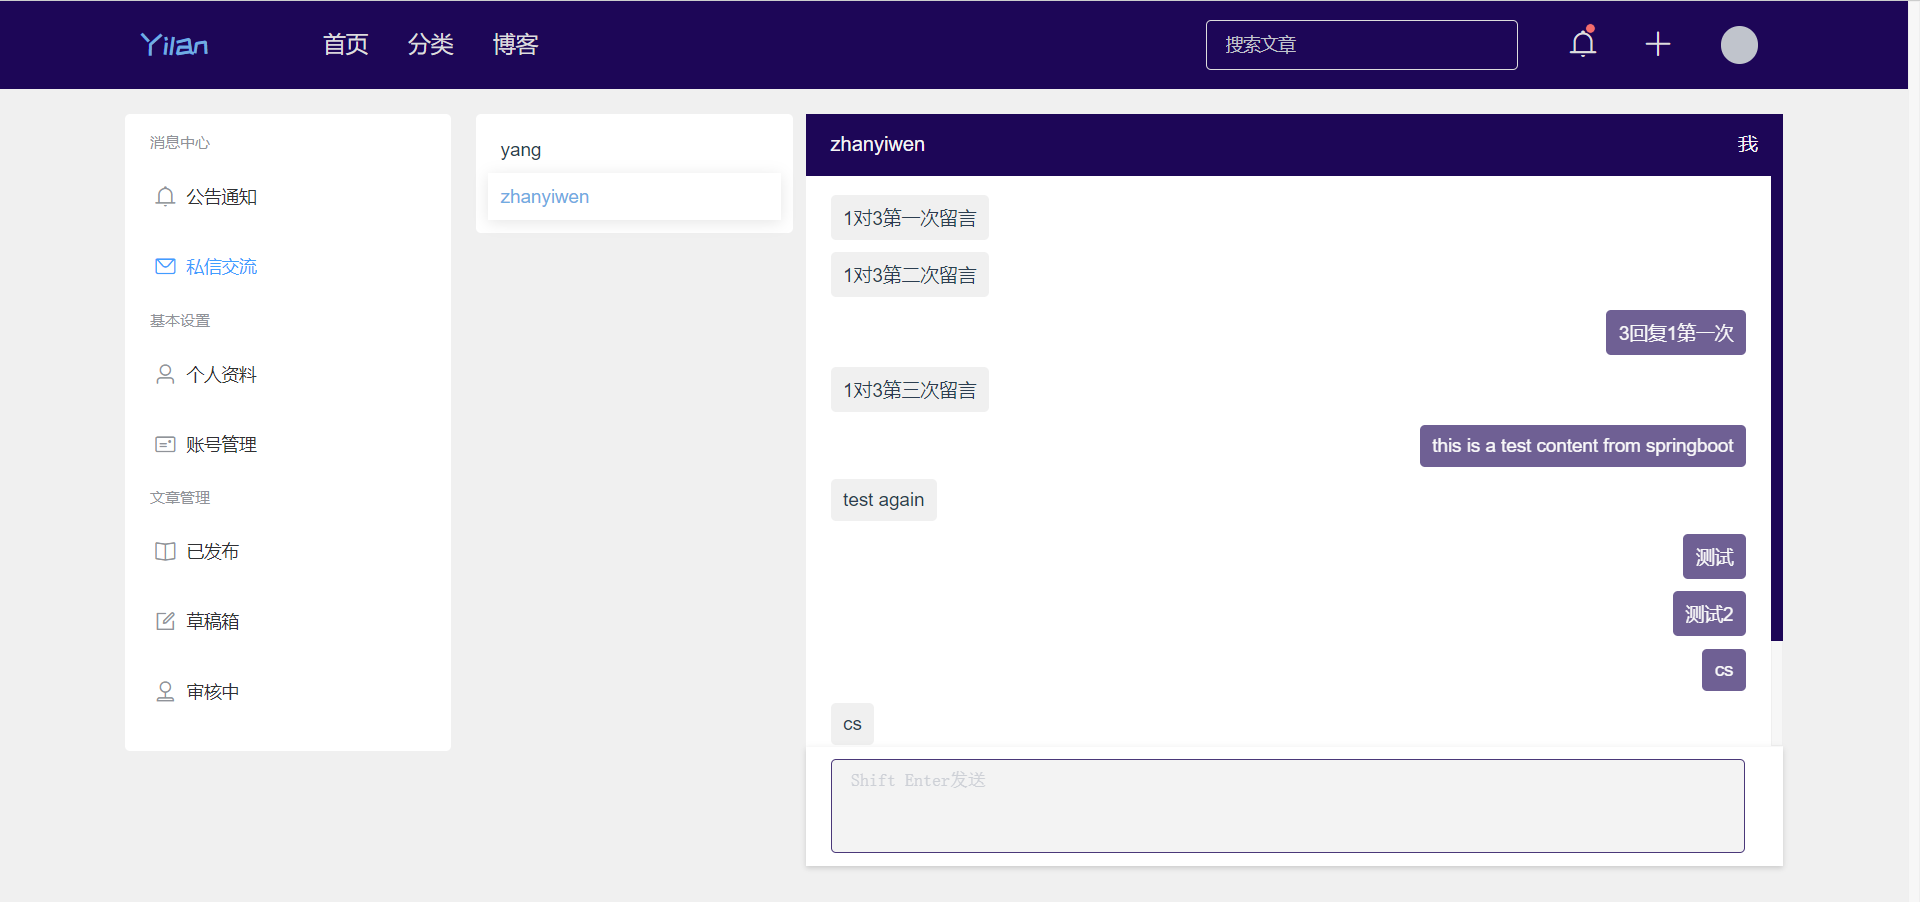 Yilan
首页
分类
博客
搜索文章
消息中心
公告通知
私信交流
基本设置
个人资料
账号管理
文章管理
已发布
草稿箱
审核中
yang
zhanyiwen
zhanyiwen
我
1对3第一次留言
1对3第二次留言
3回复1第一次
1对3第三次留言
this is a test content from springboot
test again
测试
测试2
cs
cs
Shift Enter发送